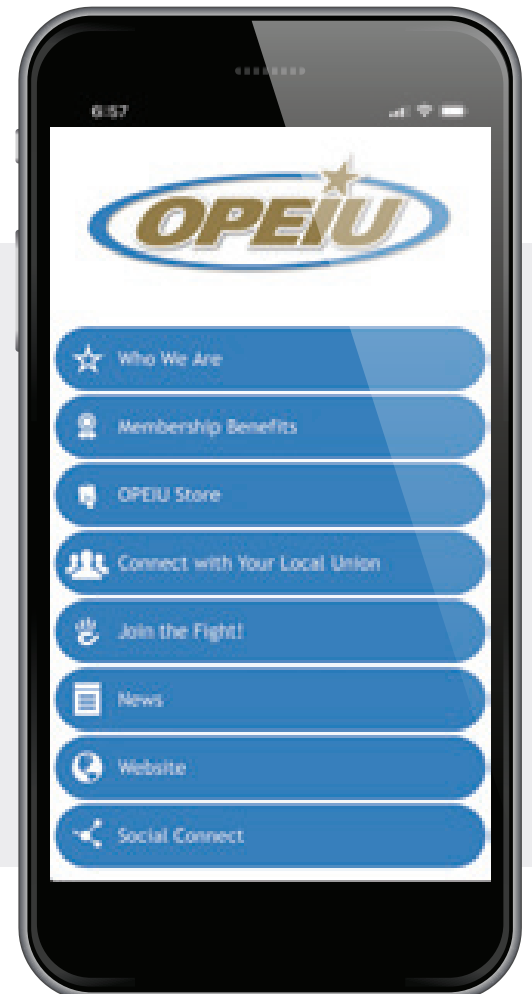 6:57
OPEIU
Who We Are
Membership Benefits
OPEIU Store
Connect with Your Local Union
Join the Fight!
News
Website
Social Connect